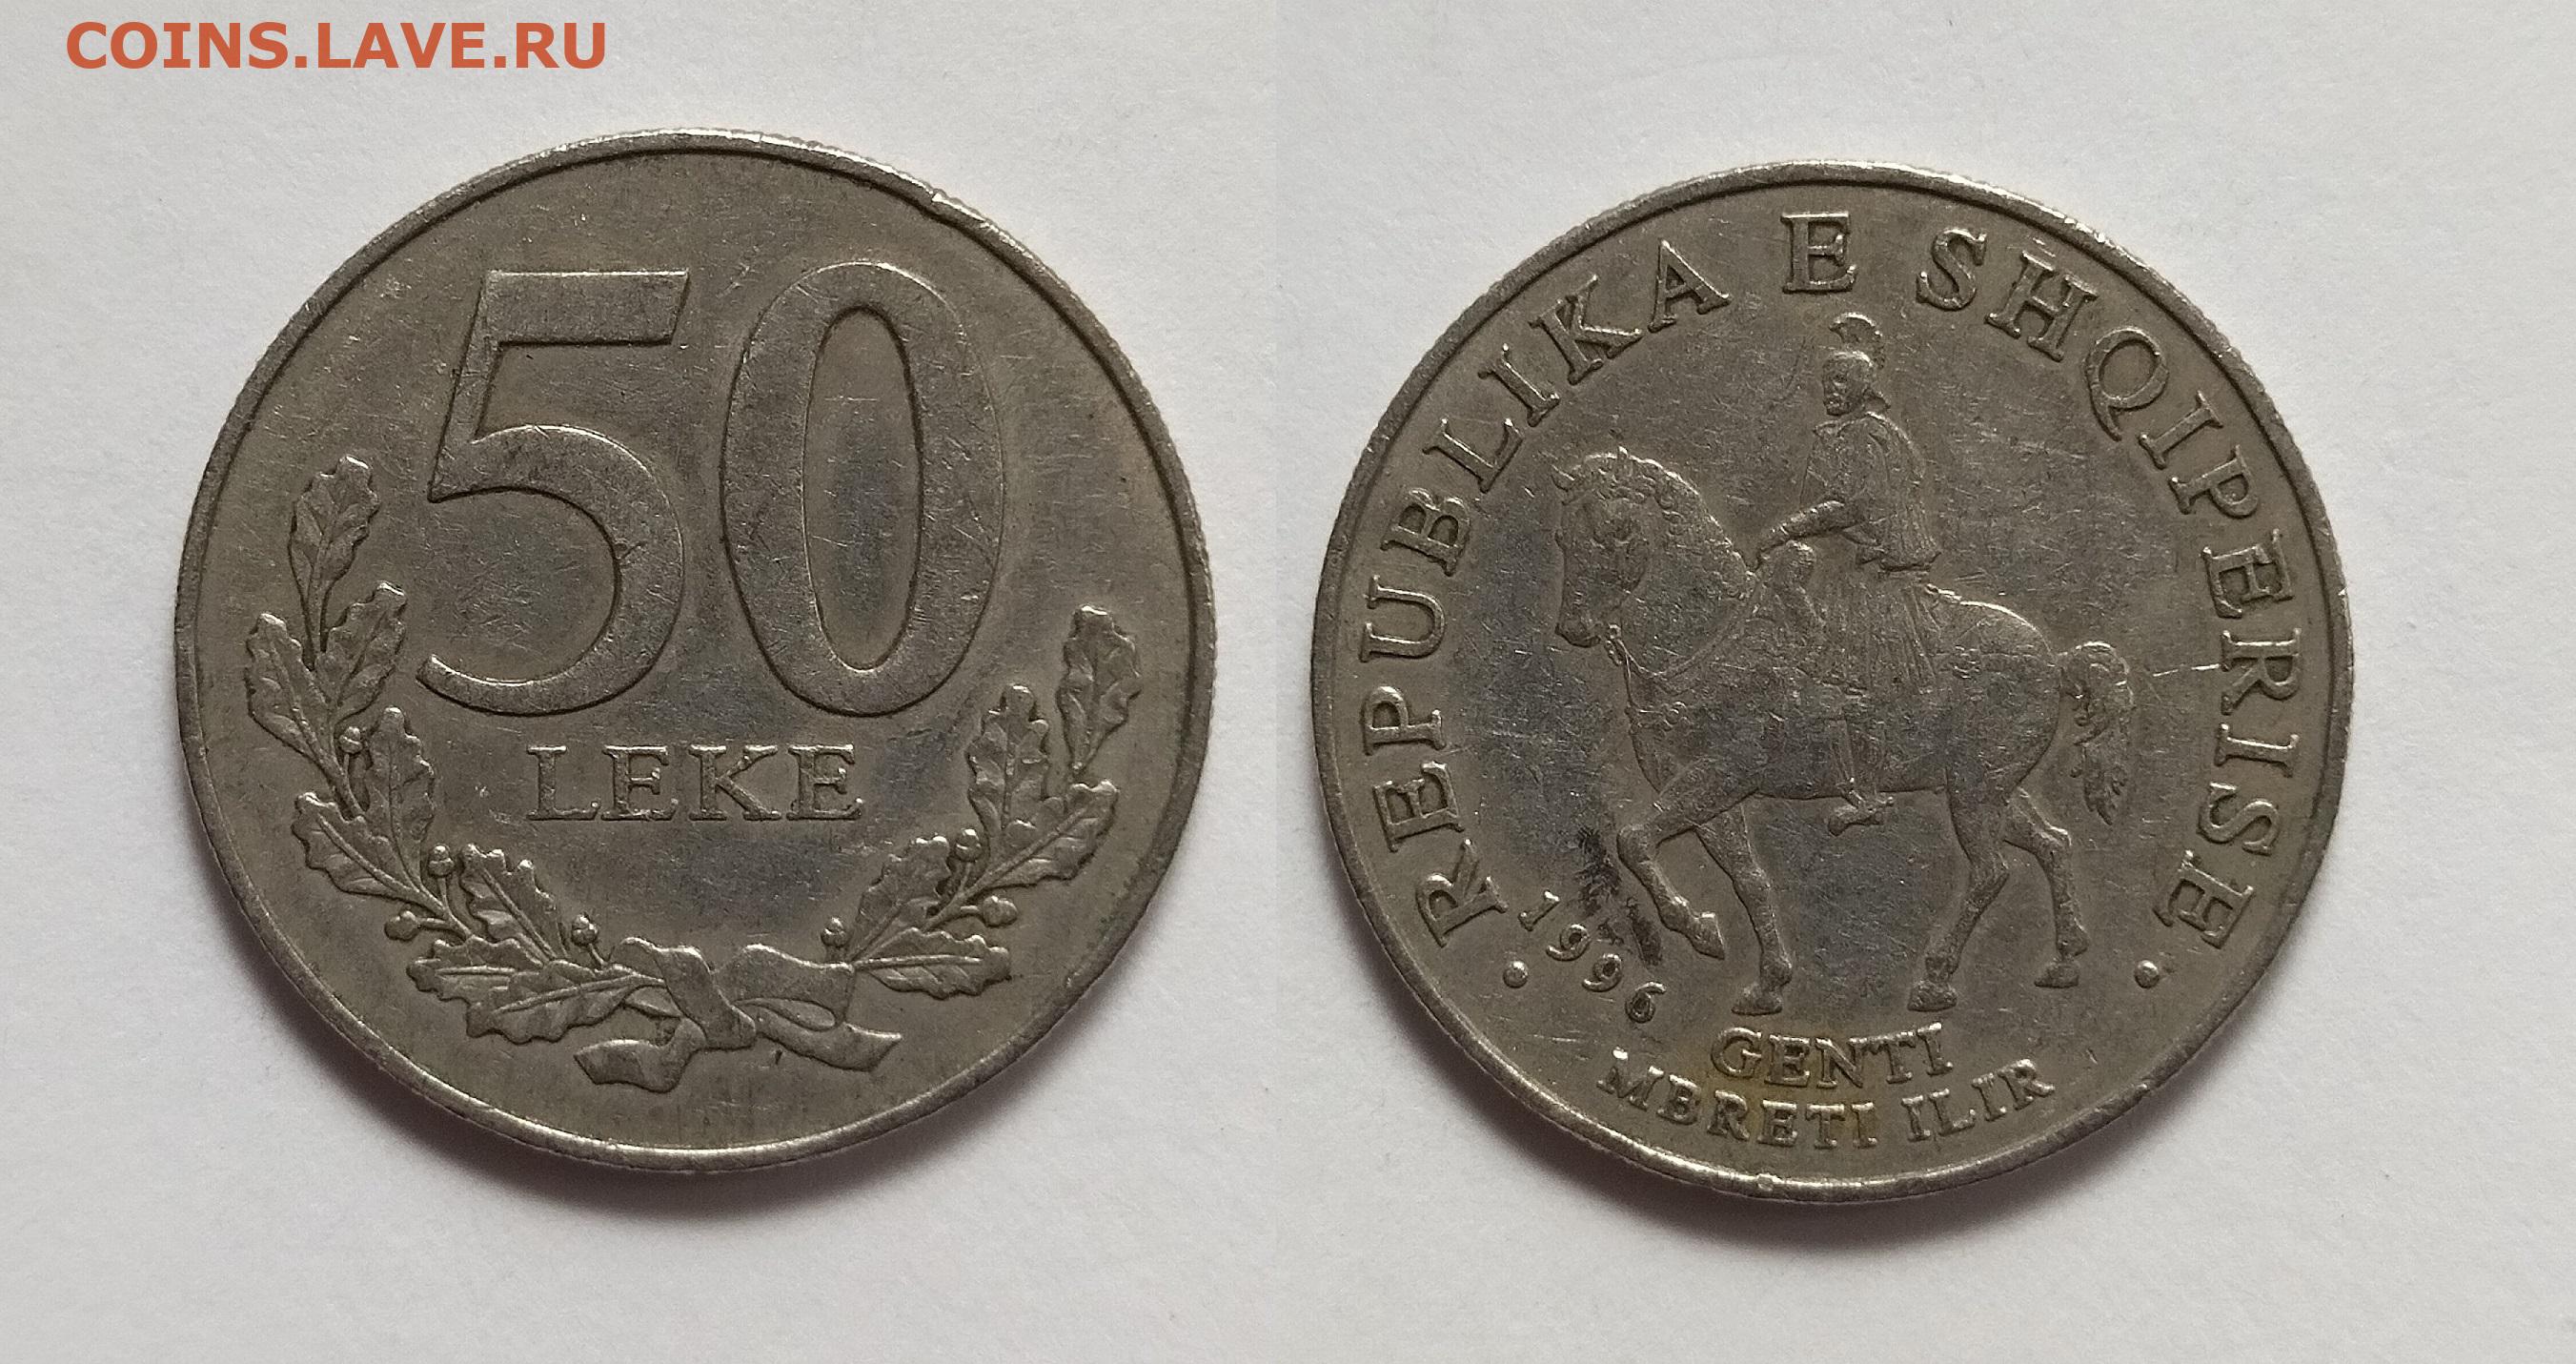 COINS.LAVE.RU
50
LEKE
• REPUBLIKA E SHQIPERISE •
1996
GENTI
MBRETI ILIR